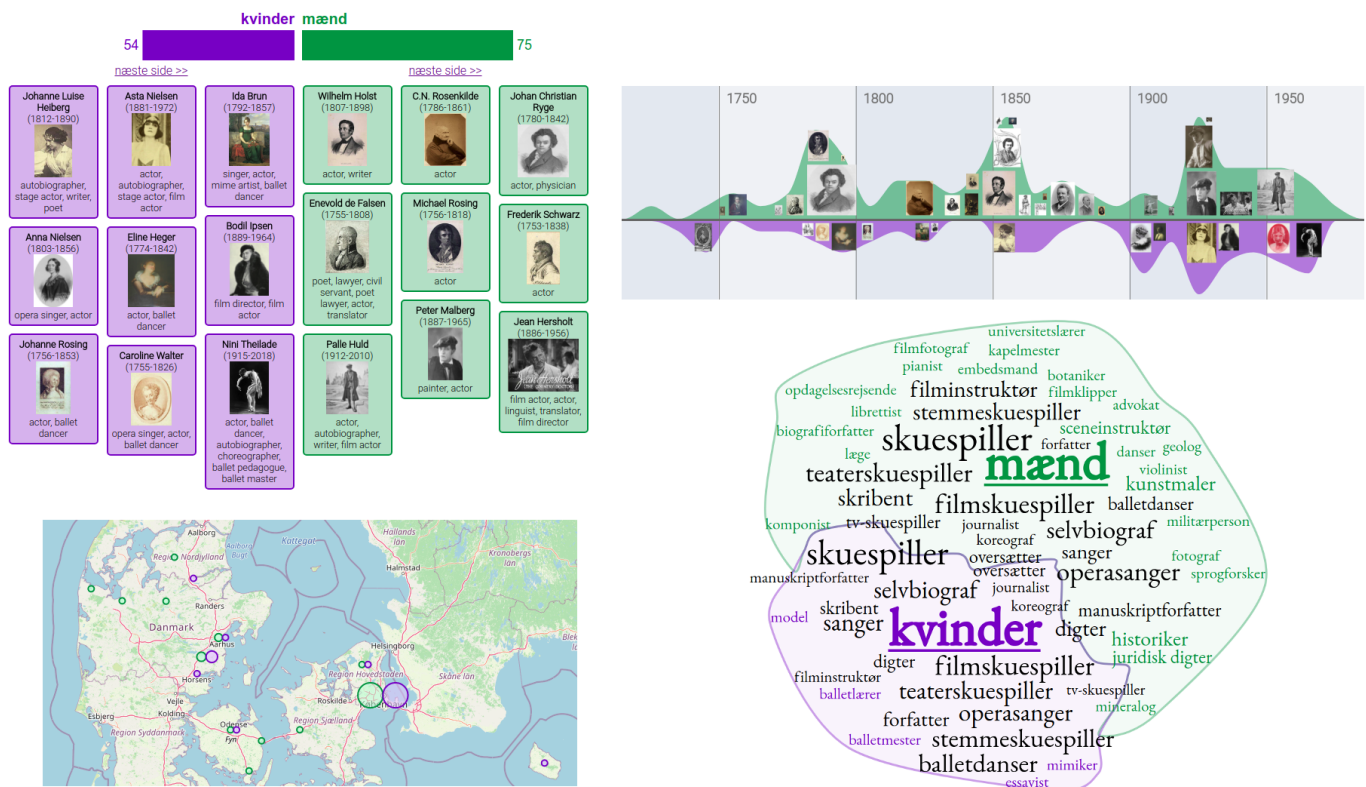 kvinder mænd
54
75
næste side >>
næste side >>
Johanne Luise
Heiberg
(1812-1890)
autobiographer,
stage actor, writer,
poet
Anna Nielsen
(1803-1856)
opera singer, actor
Johanne Rosing
(1756-1853)
actor, ballet
dancer
Asta Nielsen
(1881-1972)
actor,
autobiographer,
stage actor, film
actor
Eline Heger
(1774-1842)
actor, ballet
dancer
Caroline Walter
(1755-1826)
opera singer, actor,
ballet dancer
Ida Brun
(1792-1857)
singer, actor,
mime artist, ballet
dancer
Bodil Ipsen
(1889-1964)
film director, film
actor
Nini Theilade
(1915-2018)
actor, ballet
dancer,
autobiographer,
choreographer,
ballet pedagogue,
ballet master
Wilhelm Holst
(1807-1898)
actor, writer
Enevold de Falsen
(1755-1808)
poet, lawyer, civil
servant, poet
lawyer, actor,
translator
Palle Huld
(1912-2010)
actor,
autobiographer,
writer, film actor
C.N. Rosenkilde
(1786-1861)
actor
Michael Rosing
(1756-1818)
actor
Peter Malberg
(1887-1965)
painter, actor
Johan Christian
Ryge
(1780-1842)
actor, physician
Frederik Schwarz
(1753-1838)
actor
Jean Hersholt
(1886-1956)
film actor, actor,
linguist, translator,
film director
1750
1800
1850
1900
1950
Aalborg
Aalborg
Bugt
Region Nordjylland
Kattegat
Hallands
län
Kronobergs
län
Halmstad
Randers
Danmark
Aarhus
Horsens
Helsingborg
Region Hovedstaden
Skåne län
Vejle
Kolding
Roskilde
Esbjerg
Odense
Fyn
Region Sjælland
Region Syddanmark
universitetslærer
filmfotograf
kapelmester
pianist
embedsmand
botaniker
opdagelsesrejsende
filminstruktør
filmklipper
librettist
stemmeskuespiller
advokat
biografiforfatter
skuespiller
sceneinstruktør
forfatter
læge
mænd
danser
geolog
teaterskuespiller
violinist
kunstmaler
skribent
filmskuespiller
balletdanser
komponist
tv-skuespiller
journalist
selvbiograf
militærperson
koreograf
skuespiller
oversætter
sanger
fotograf
manuskriptforfatter
oversætter
operasanger
sprogforsker
selvbiograf
journalist
skribent
koreograf
manuskriptforfatter
model
sanger
kvinder
digter
historiker
juridisk digter
digter
filmskuespiller
filminstruktør
balletlærer
teaterskuespiller
tv-skuespiller
mineralog
forfatter
operasanger
balletmester
stemmeskuespiller
balletdanser
mimiker
essayist